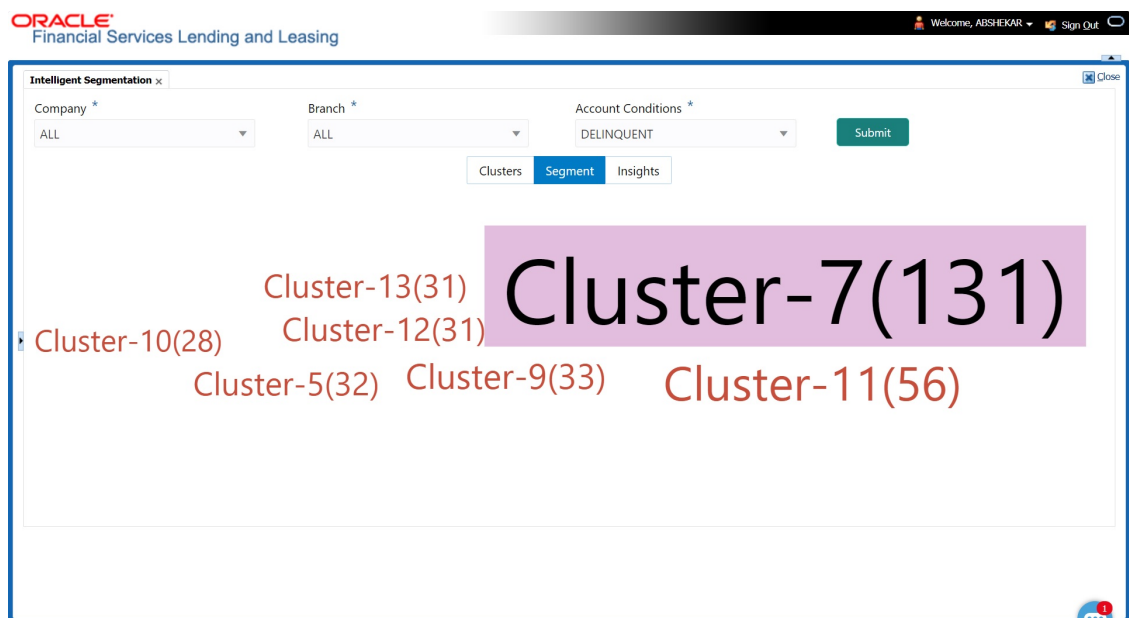 ORACLE
Financial Services Lending and Leasing
Welcome, ABSHEKAR
Sign Out
Intelligent Segmentation x
Close
Company *
Branch *
Account Conditions *
ALL
ALL
DELINQUENT
Submit
Clusters
Segment
Insights
Cluster-7(131)
Cluster-13(31)
Cluster-12(31)
Cluster-10(28)
Cluster-5(32)
Cluster-9(33)
Cluster-11(56)
1